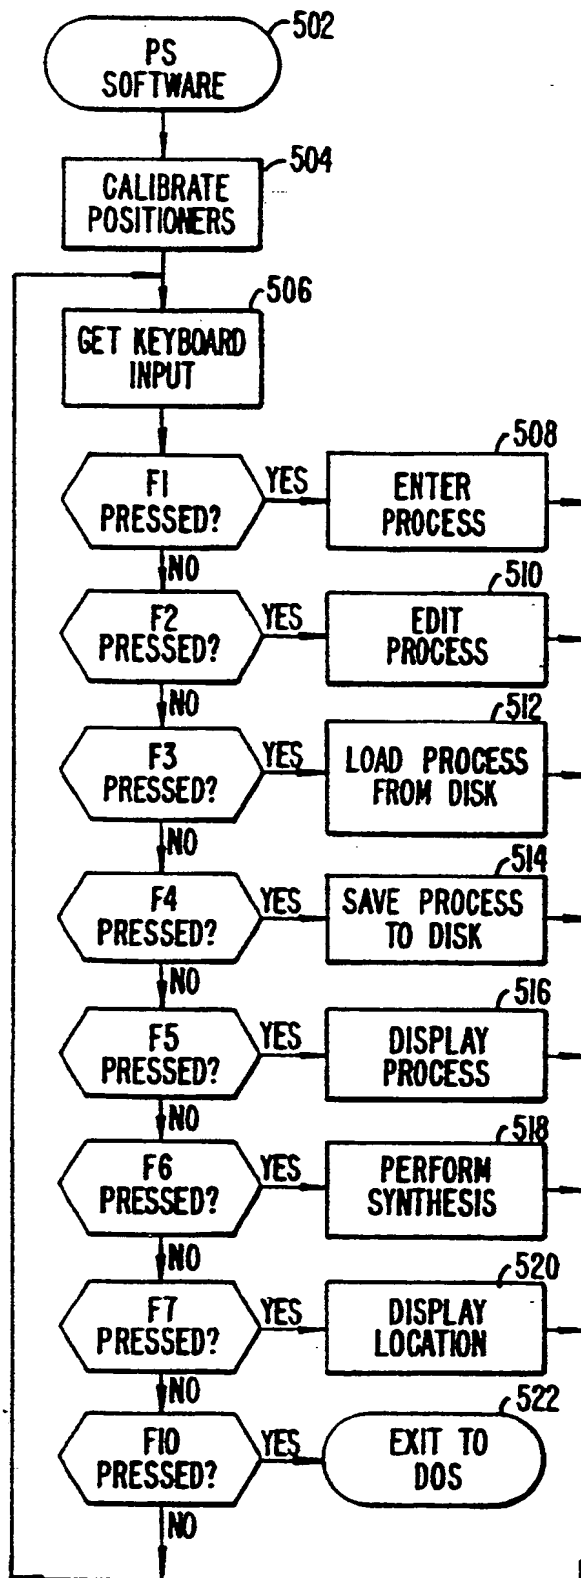 502
PS
SOFTWARE
504
CALIBRATE
POSITIONERS
506
GET KEYBOARD
INPUT
F1
PRESSED?
YES
508
ENTER
PROCESS
NO
F2
PRESSED?
YES
510
EDIT
PROCESS
NO
F3
PRESSED?
YES
512
LOAD PROCESS
FROM DISK
NO
F4
PRESSED?
YES
514
SAVE PROCESS
TO DISK
NO
F5
PRESSED?
YES
516
DISPLAY
PROCESS
NO
F6
PRESSED?
YES
518
PERFORM
SYNTHESIS
NO
F7
PRESSED?
YES
520
DISPLAY
LOCATION
NO
F10
PRESSED?
YES
522
EXIT TO
DOS
NO